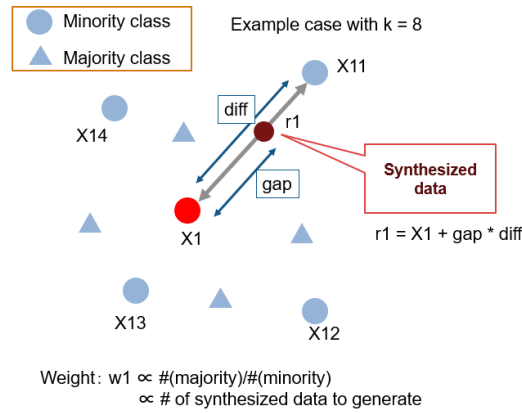 Minority class
Majority class
Example case with k = 8
X11
diff
r1
X14
Synthesized
data
gap
X1
r1 = X1 + gap * diff
X13
X12
Weight: w1 ∝ #(majority)/#(minority)
∝ # of synthesized data to generate